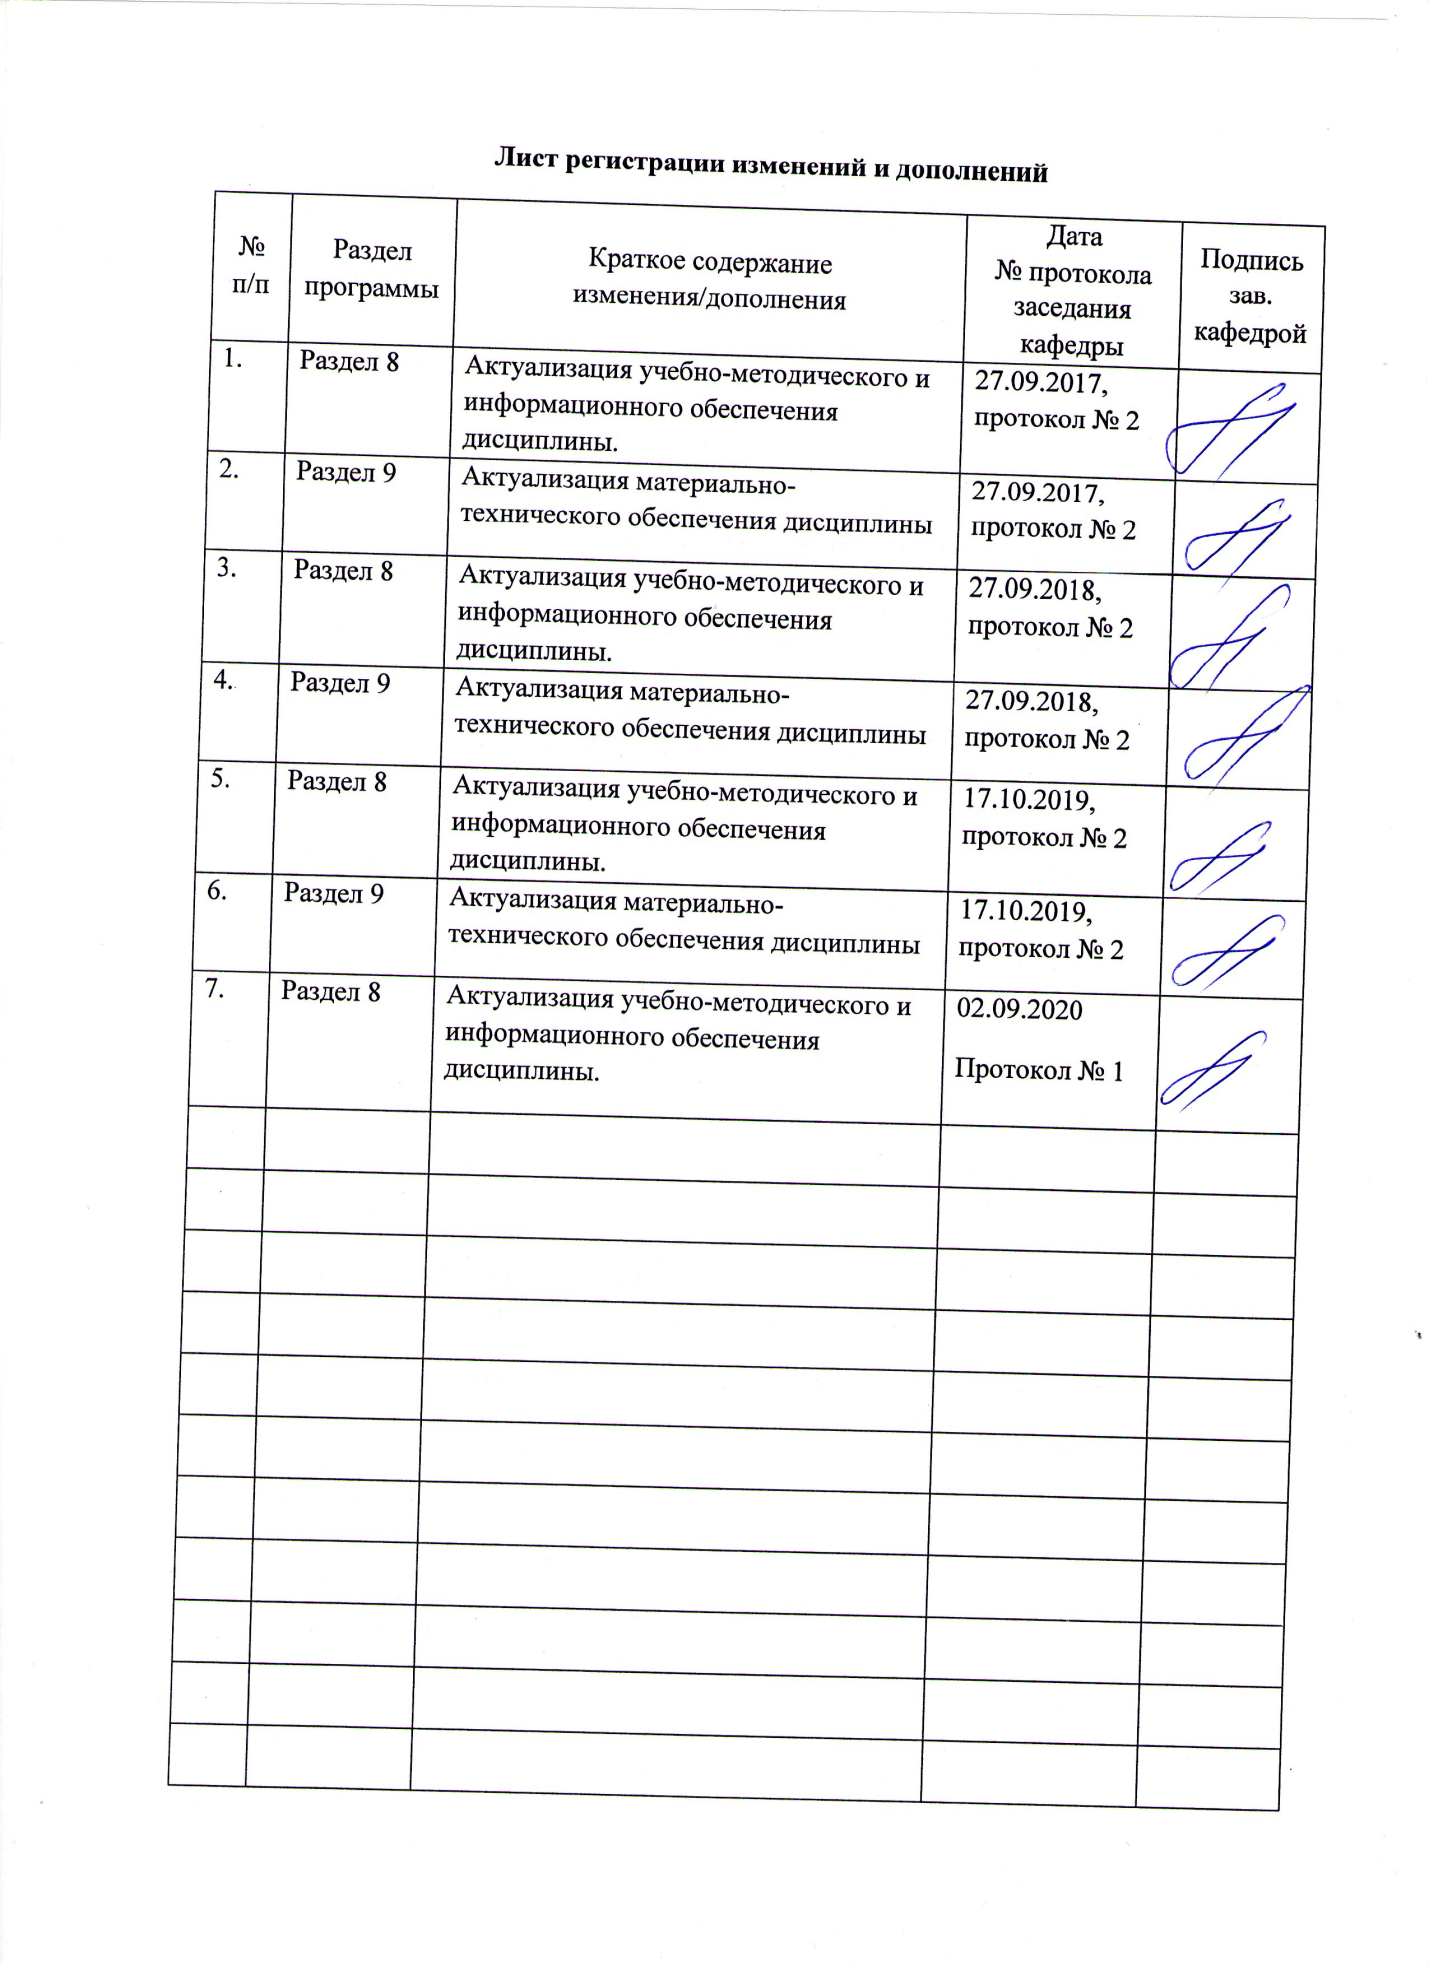 Лист регистрации изменений и дополнений
№
п/п
Раздел
программы
Краткое содержание
изменения/дополнения
Дата
№ протокола
заседания
кафедры
Подпись
зав.
кафедрой
1.
Раздел 8
Актуализация учебно-методического и
информационного обеспечения
дисциплины.
27.09.2017,
протокол № 2
2.
Раздел 9
Актуализация материально-
технического обеспечения дисциплины
27.09.2017,
протокол № 2
3.
Раздел 8
Актуализация учебно-методического и
информационного обеспечения
дисциплины.
27.09.2018,
протокол № 2
4.
Раздел 9
Актуализация материально-
технического обеспечения дисциплины
27.09.2018,
протокол № 2
5.
Раздел 8
Актуализация учебно-методического и
информационного обеспечения
дисциплины.
17.10.2019,
протокол № 2
6.
Раздел 9
Актуализация материально-
технического обеспечения дисциплины
17.10.2019,
протокол № 2
7.
Раздел 8
Актуализация учебно-методического и
информационного обеспечения
дисциплины.
02.09.2020
Протокол № 1